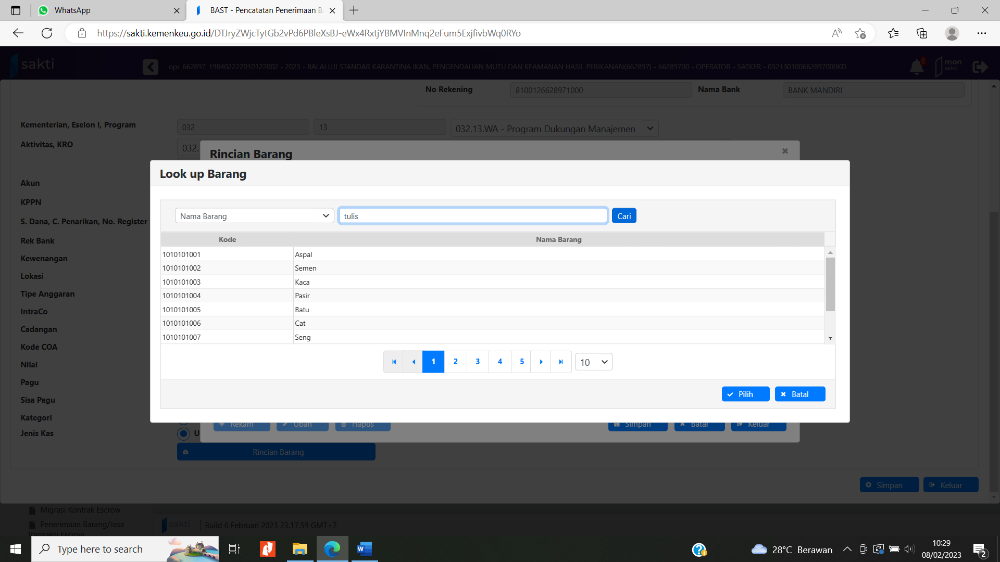 WhatsApp
BAST - Pencatatan Penerimaan B
https://sakti.kemenkeu.go.id/DTJryZWjcTytGb2vPd6PBleXsBJ-eWx4RxtjYBMVInMnq2eFum5ExjfivbWq0RYo
sakti
opr_662897_198402222010122002 - 2023 - BALAI UJI STANDAR KARANTINA IKAN, PENGENDALIAN MUTU DAN KEAMANAN HASIL PERIKANAN(662897) - 66289700 - OPERATOR - SATKER - 032130100662897000KD
8
mon sakti
No Rekening 8100126628971000 Nama Bank BANK MANDIRI
Kementerian, Eselon I, Program 032 13 032.13.WA - Program Dukungan Manajemen
Aktivitas, KRO 032.
Rincian Barang
Look up Barang
Akun
KPPN
S. Dana, C. Penarikan, No. Register
Rek Bank
Kewenangan
Lokasi
Tipe Anggaran
IntraCo
Cadangan
Kode COA
Nilai
Pagu
Sisa Pagu
Kategori
Jenis Kas U
Nama Barang tulis Cari
Kode Nama Barang
1010101001 Aspal
1010101002 Semen
1010101003 Kaca
1010101004 Pasir
1010101005 Batu
1010101006 Cat
1010101007 Seng
1 2 3 4 5 10
Pilih Batal
Rekam Ubah Hapus Simpan Batal Keluar
Rincian Barang
Simpan Keluar
Migrasi Kontrak Escrow
Penerimaan Barang/Jasa
Transaksi Escrow
sakti Build 6 Februari 2023 23.17.59 GMT+7
Type here to search
28°C Berawan
10:29
08/02/2023
2